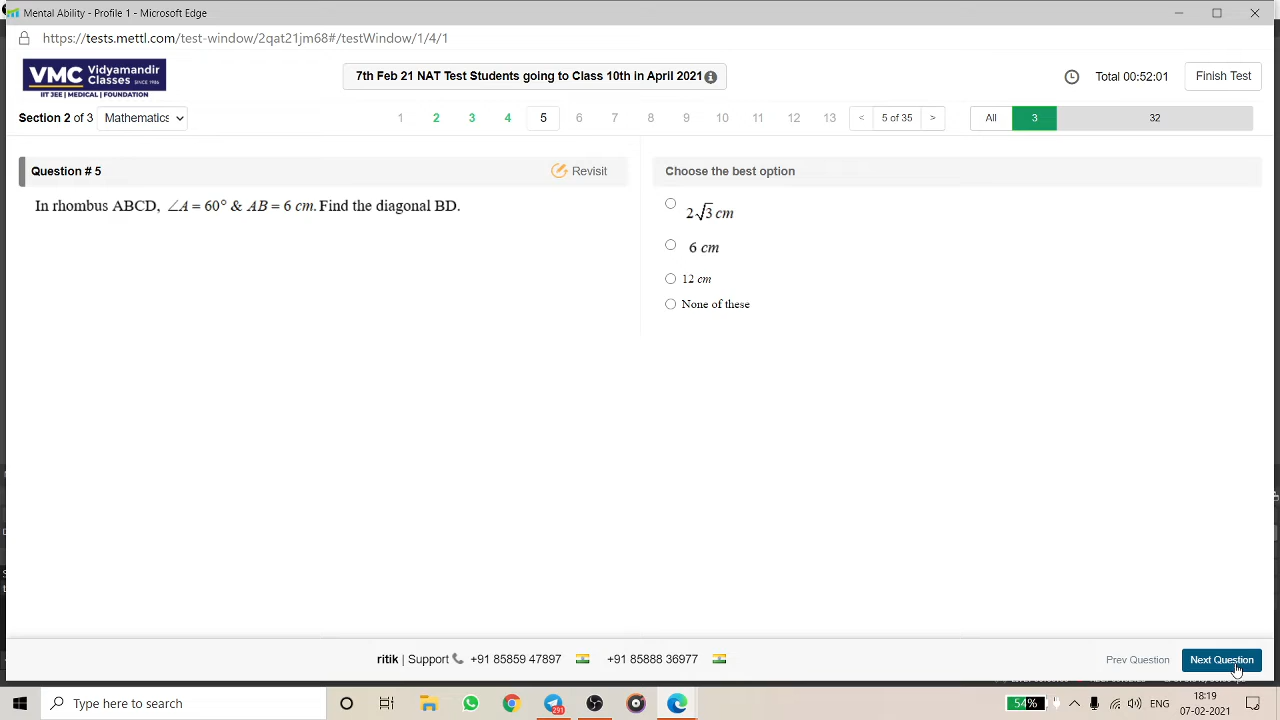 Mental Ability - Profile 1 - Microsoft Edge
https://tests.mettl.com/test-window/2qat21jm68#/testWindow/1/4/1
VMC Vidyamandir Classes SINCE 1986
IIT JEE | MEDICAL | FOUNDATION
7th Feb 21 NAT Test Students going to Class 10th in April 2021
Total 00:52:01
Finish Test
Section 2 of 3 Mathematics
1 2 3 4 5 6 7 8 9 10 11 12 13 < 5 of 35 > All 3 32
Question # 5 Revisit
In rhombus ABCD, ∠A = 60° & AB = 6 cm. Find the diagonal BD.
Choose the best option
2√3 cm
6 cm
12 cm
None of these
ritik | Support +91 85859 47897 +91 85888 36977
Prev Question Next Question
Type here to search
291
54%
ENG
18:19
07-02-2021